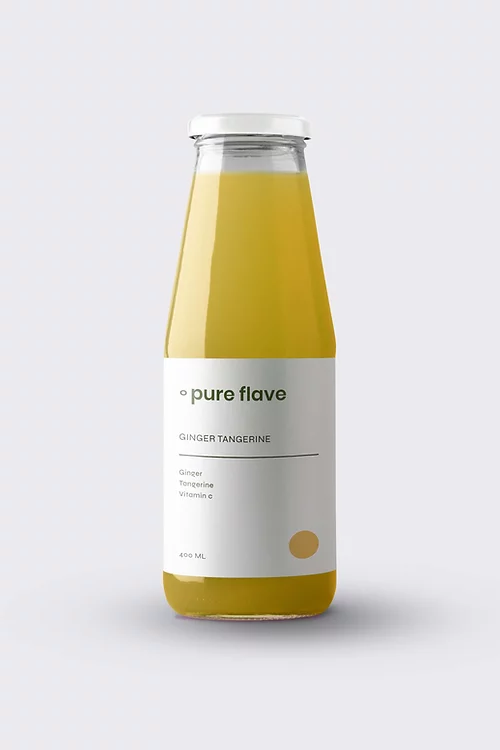 pure flave
GINGER TANGERINE
Ginger
Tangerine
Vitamin c
400 ML